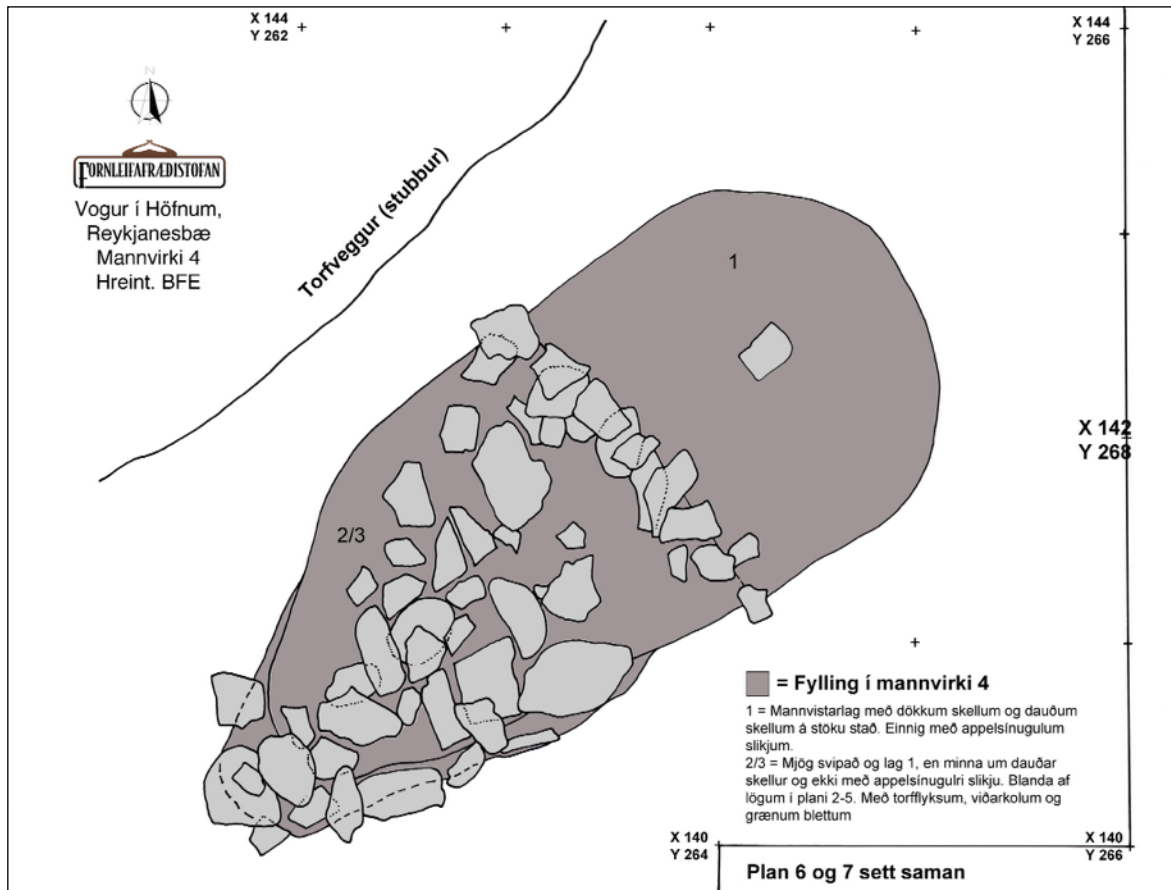 X 144
Y 262
X 144
Y 266
N
FORNLEIFAFRÆÐISTOFAN
Vogur í Höfnum,
Reykjanesbæ
Mannvirki 4
Hreint. BFE
Torfveggur (stubbur)
1
X 142
Y 268
2/3
= Fylling í mannvirki 4
1 = Mannvistarlag með dökkum skellum og dauðum
skellum á stöku stað. Einnig með appelsínugulum
slikjum.
2/3 = Mjög svipað og lag 1, en minna um dauðar
skellur og ekki með appelsínugulri slikju. Blanda af
lögum í plani 2-5. Með torfflyksum, viðarkolum og
grænum blettum
X 140
Y 264
X 140
Y 266
Plan 6 og 7 sett saman